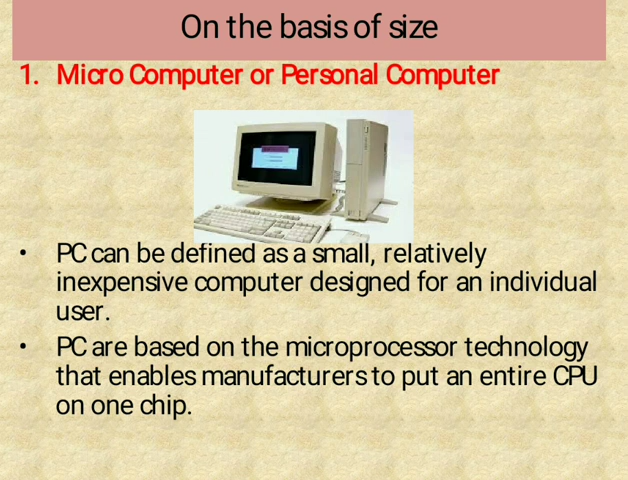 On the basis of size
1. Micro Computer or Personal Computer
• PC can be defined as a small, relatively
inexpensive computer designed for an individual
user.
• PC are based on the microprocessor technology
that enables manufacturers to put an entire CPU
on one chip.